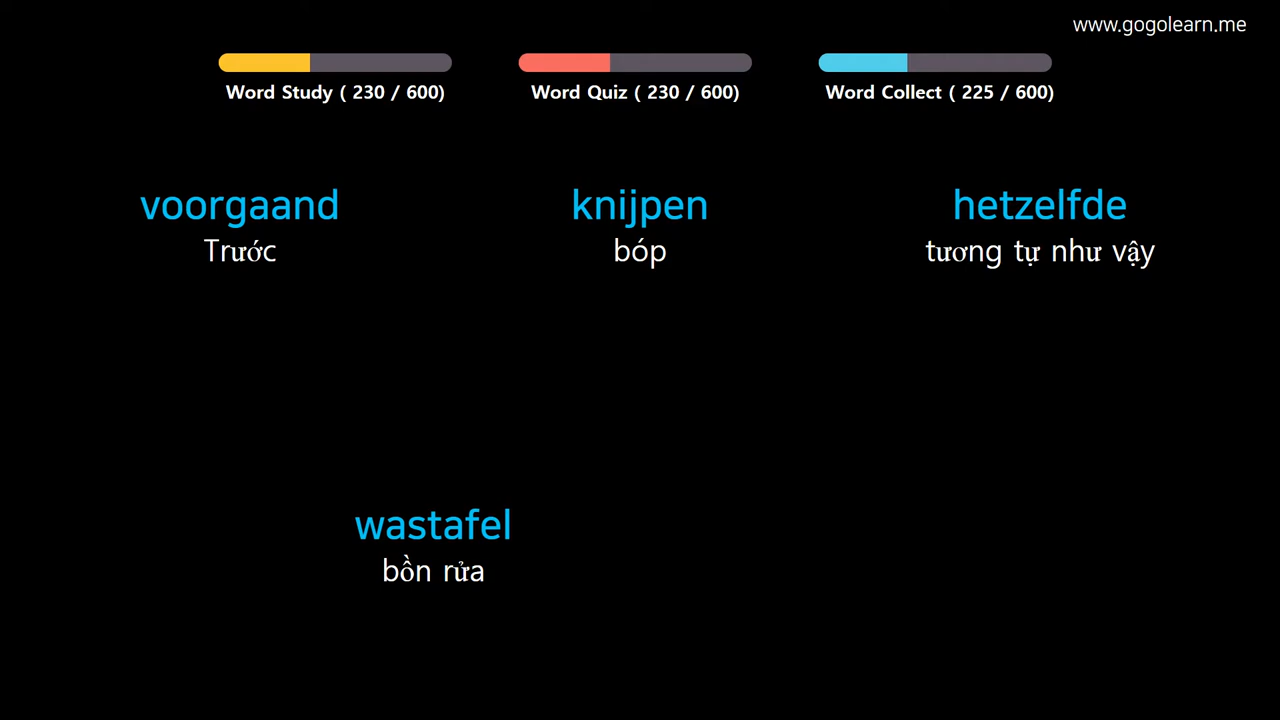 www.gogolearn.me
Word Study ( 230 / 600)
Word Quiz ( 230 / 600)
Word Collect ( 225 / 600)
voorgaand
Trước
knijpen
bóp
hetzelfde
tương tự như vậy
wastafel
bồn rửa